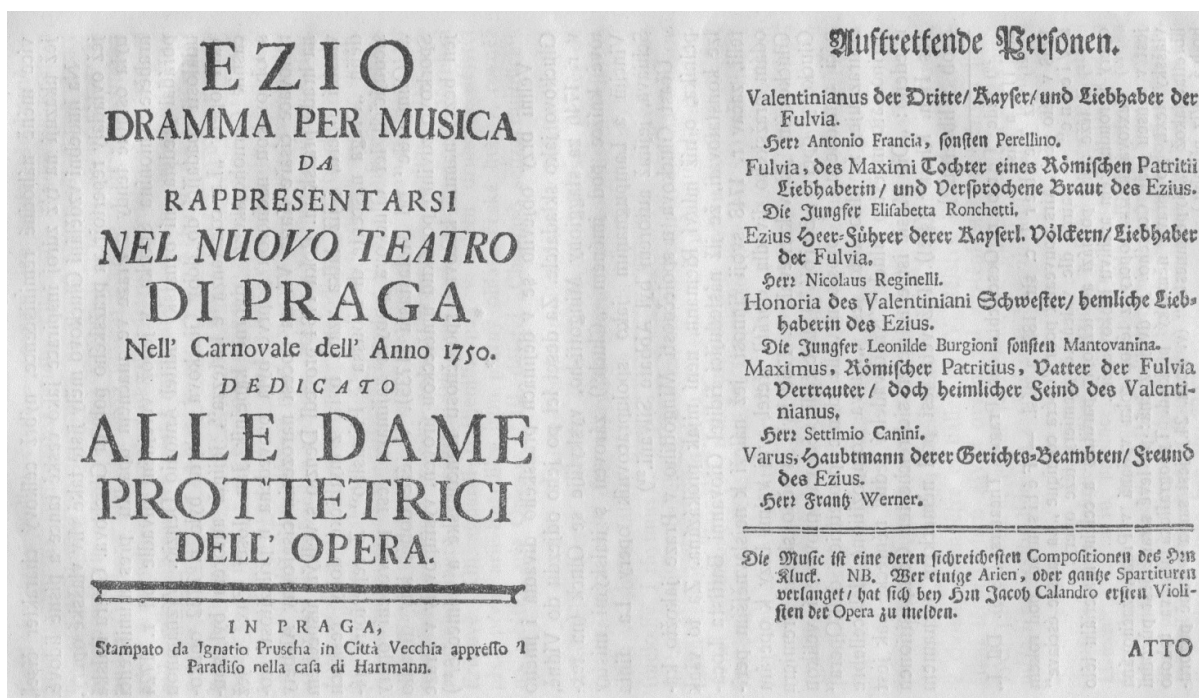 EZIO
DRAMMA PER MUSICA
DA
RAPPRESENTARSI
NEL NUOVO TEATRO
DI PRAGA
Nell' Carnovale dell' Anno 1750.
DEDICATO
ALLE DAME
PROTTETRICI
DELL' OPERA.
IN PRAGA,
Stampato da Ignatio Pruscha in Città Vecchia appreſſo 'l
Paradiſo nella caſa di Hartmann.
Auftrettende Perſonen.
Valentinianus der Dritte/ Kayſer/ und Liebhaber der
Fulvia.
Herꝛ Antonio Francia, ſonſten Perellino.
Fulvia, des Maximi Tochter eines Römiſchen Patritii
Liebhaberin/ und Verſprochene Braut des Ezius.
Die Jungfer Eliſabetta Ronchetti.
Ezius Heer-Führer derer Kayſerl. Völckern/ Liebhaber
der Fulvia.
Herꝛ Nicolaus Reginelli.
Honoria des Valentiniani Schweſter/ hemliche Lieb-
haberin des Ezius.
Die Jungfer Leonilde Burgioni ſonſten Mantovanina.
Maximus, Römiſcher Patritius, Vatter der Fulvia
Vertrauter/ doch heimlicher Feind des Valenti-
nianus.
Herꝛ Settimio Canini.
Varus, Haubtmann derer Gerichts-Beambten/ Freund
des Ezius.
Herꝛ Frantz Werner.
Die Muſic iſt eine deren ſichreicheſten Compoſitionen des Hrn
Kluck. NB. Wer einige Arien, oder gantze Spartituren
verlanget/ hat ſich bey Hrn Jacob Calandro erſten Violi-
ſten der Opera zu melden.
ATTO